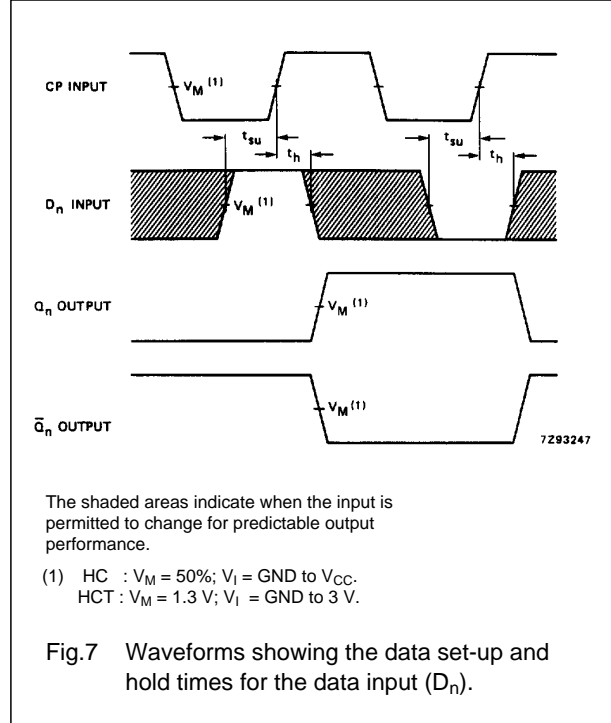 CP INPUT
V_M (1)
t_su
t_h
t_su
t_h
D_n INPUT
V_M (1)
Q_n OUTPUT
V_M (1)
Q̅_n OUTPUT
V_M (1)
7Z93247
The shaded areas indicate when the input is
permitted to change for predictable output
performance.
(1) HC : V_M = 50%; V_I = GND to V_CC.
HCT : V_M = 1.3 V; V_I = GND to 3 V.
Fig.7 Waveforms showing the data set-up and
hold times for the data input (D_n).